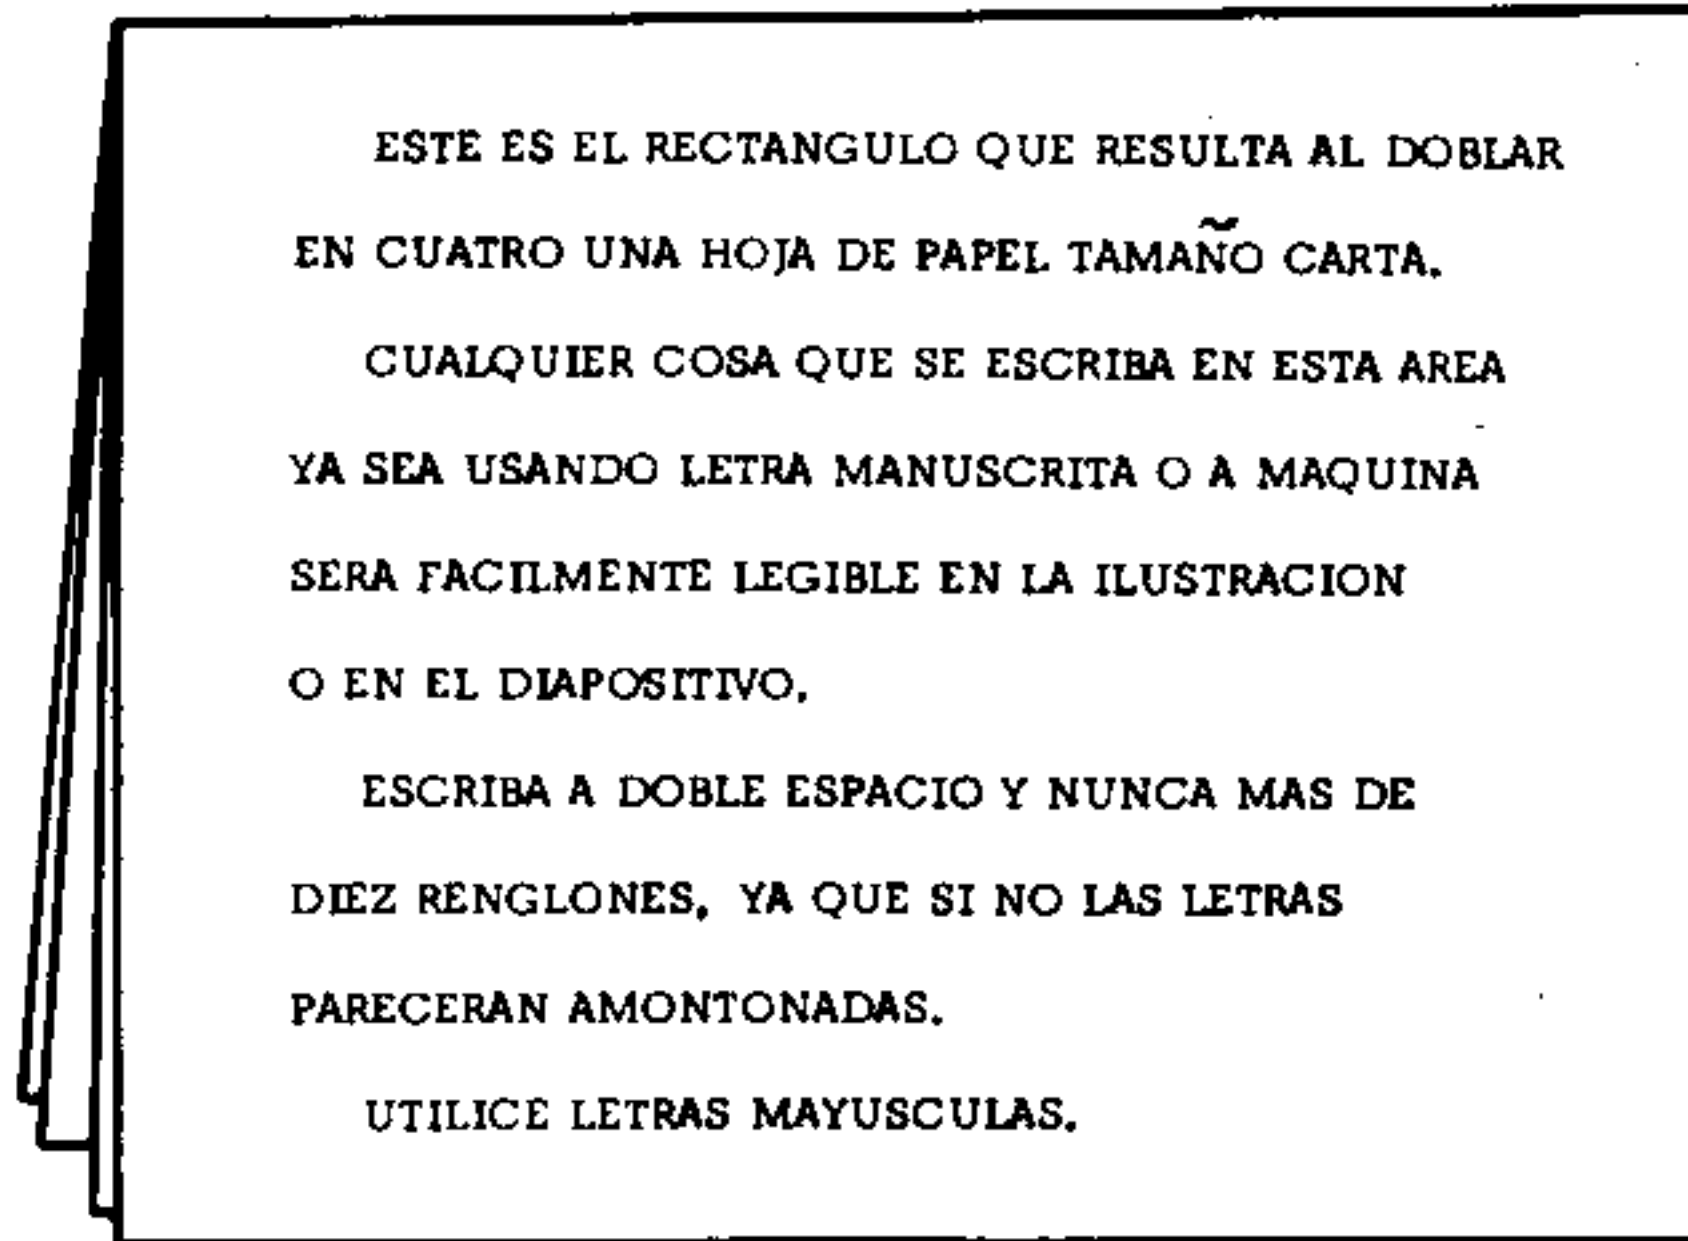 ESTE ES EL RECTANGULO QUE RESULTA AL DOBLAR
EN CUATRO UNA HOJA DE PAPEL TAMAÑO CARTA.
CUALQUIER COSA QUE SE ESCRIBA EN ESTA AREA
YA SEA USANDO LETRA MANUSCRITA O A MAQUINA
SERA FACILMENTE LEGIBLE EN LA ILUSTRACION
O EN EL DIAPOSITIVO.
ESCRIBA A DOBLE ESPACIO Y NUNCA MAS DE
DIEZ RENGLONES, YA QUE SI NO LAS LETRAS
PARECERAN AMONTONADAS.
UTILICE LETRAS MAYUSCULAS.